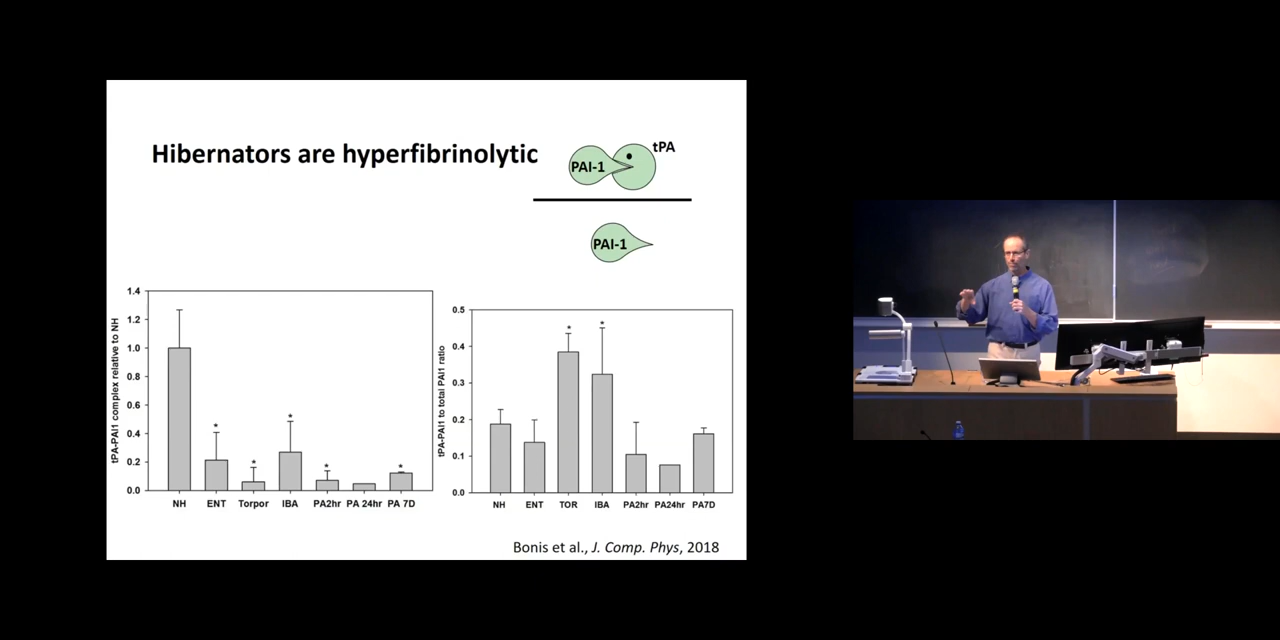 Hibernators are hyperfibrinolytic
PAI-1
tPA
PAI-1
tPA-PAI1 complex relative to NH
1.4
1.2
1.0
0.8
0.6
0.4
0.2
0.0
*
*
*
*
*
NH ENT Torpor IBA PA2hr PA 24hr PA 7D
tPA-PAI1 to total PAI1 ratio
0.5
0.4
0.3
0.2
0.1
0.0
*
*
NH ENT TOR IBA PA2hr PA24hr PA7D
Bonis et al., J. Comp. Phys, 2018